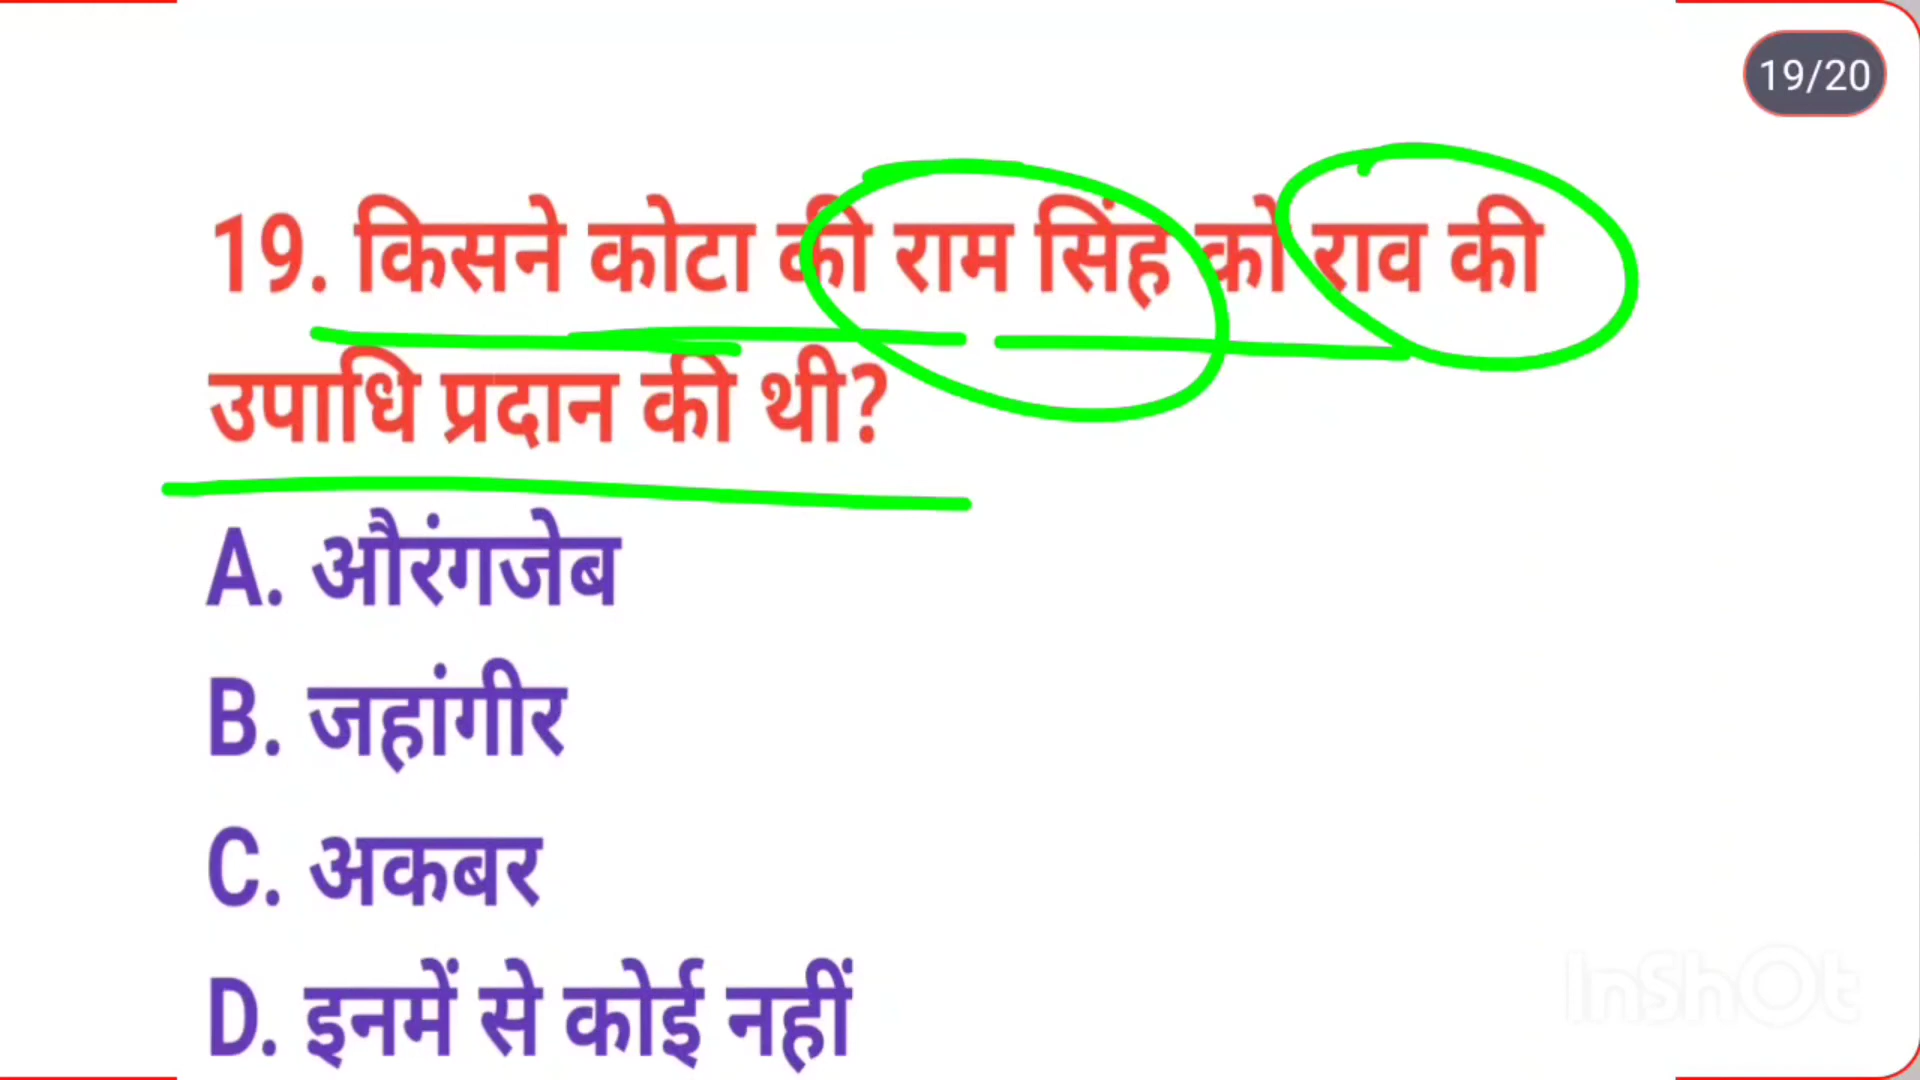 19/20
19. किसने कोटा की राम सिंह को राव की
उपाधि प्रदान की थी?
A. औरंगजेब
B. जहांगीर
C. अकबर
D. इनमें से कोई नहीं
InShOt